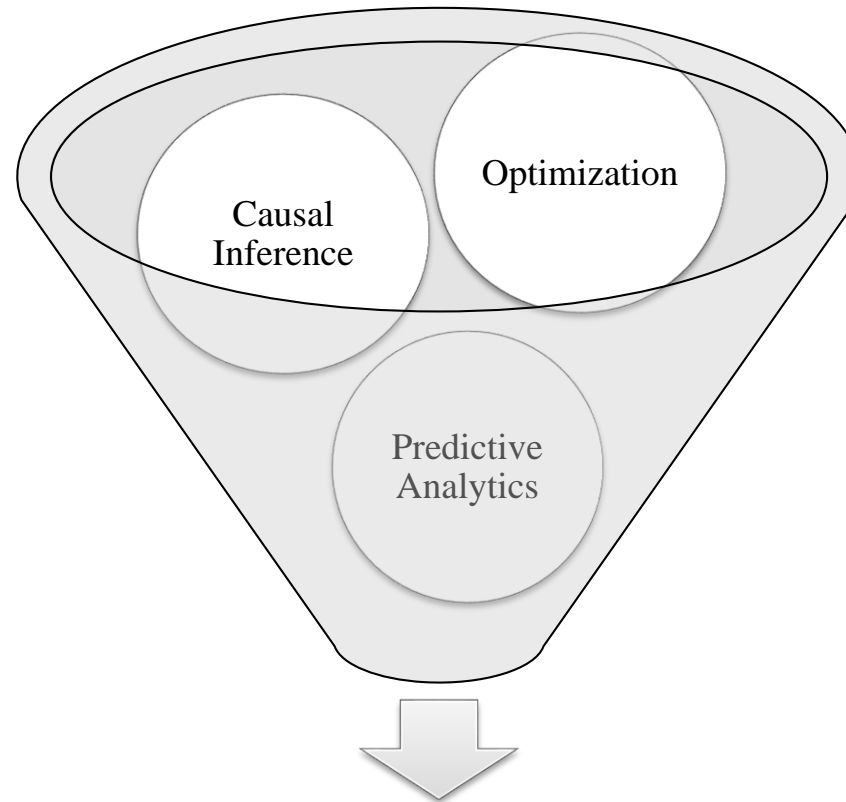 Causal
Inference
Optimization
Predictive
Analytics